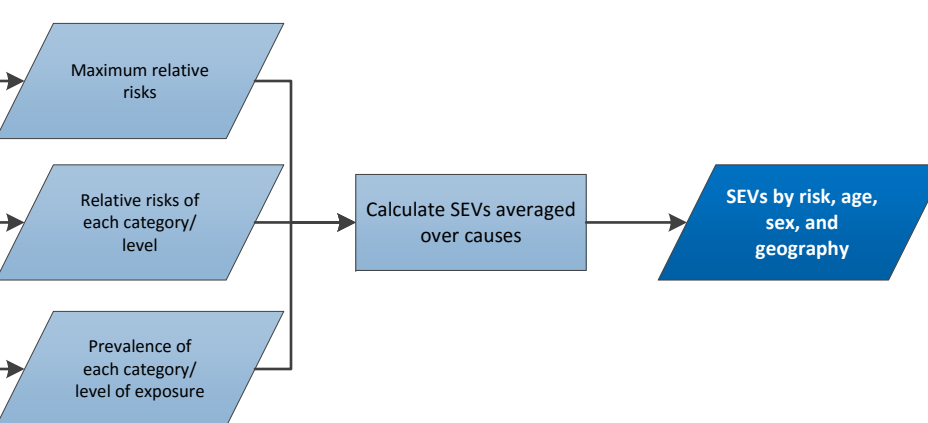 Maximum relative
risks
Relative risks of
each category/
level
Prevalence of
each category/
level of exposure
Calculate SEVs averaged
over causes
SEVs by risk, age,
sex, and
geography